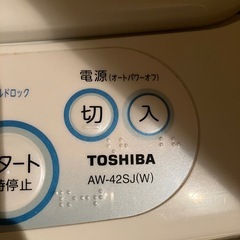 電源(オートパワーオフ)
ルドロック
切 入
タート
時停止
TOSHIBA
AW-42SJ(W)